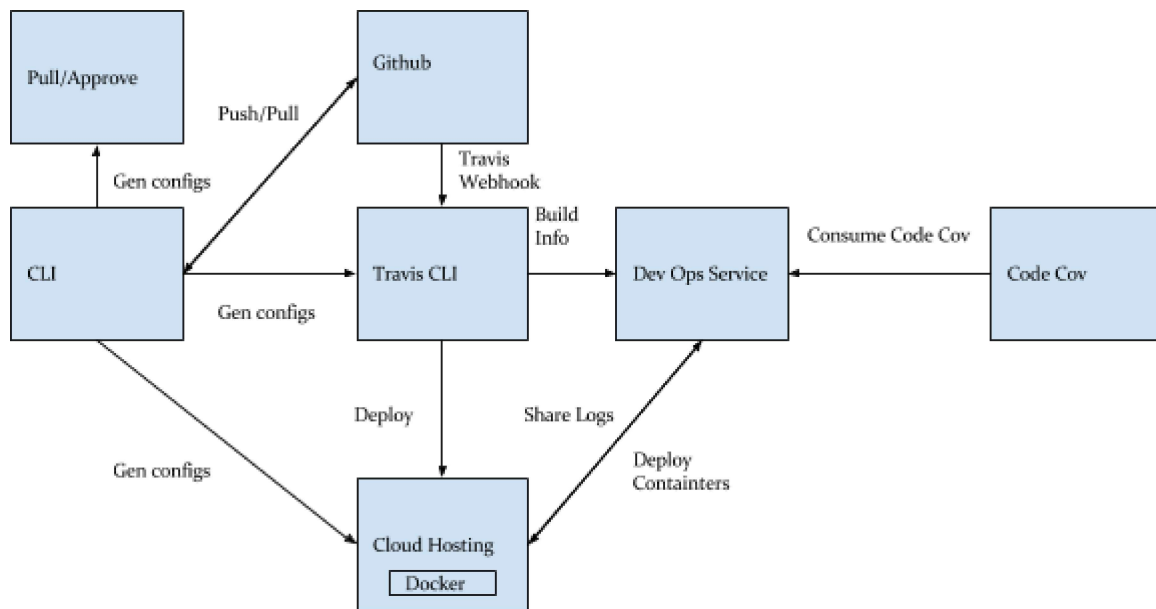 Pull/Approve
Github
Push/Pull
Travis
Webhook
Gen configs
Build
Info
Consume Code Cov
CLI
Travis CLI
Dev Ops Service
Code Cov
Gen configs
Deploy
Share Logs
Gen configs
Deploy
Containters
Cloud Hosting
Docker